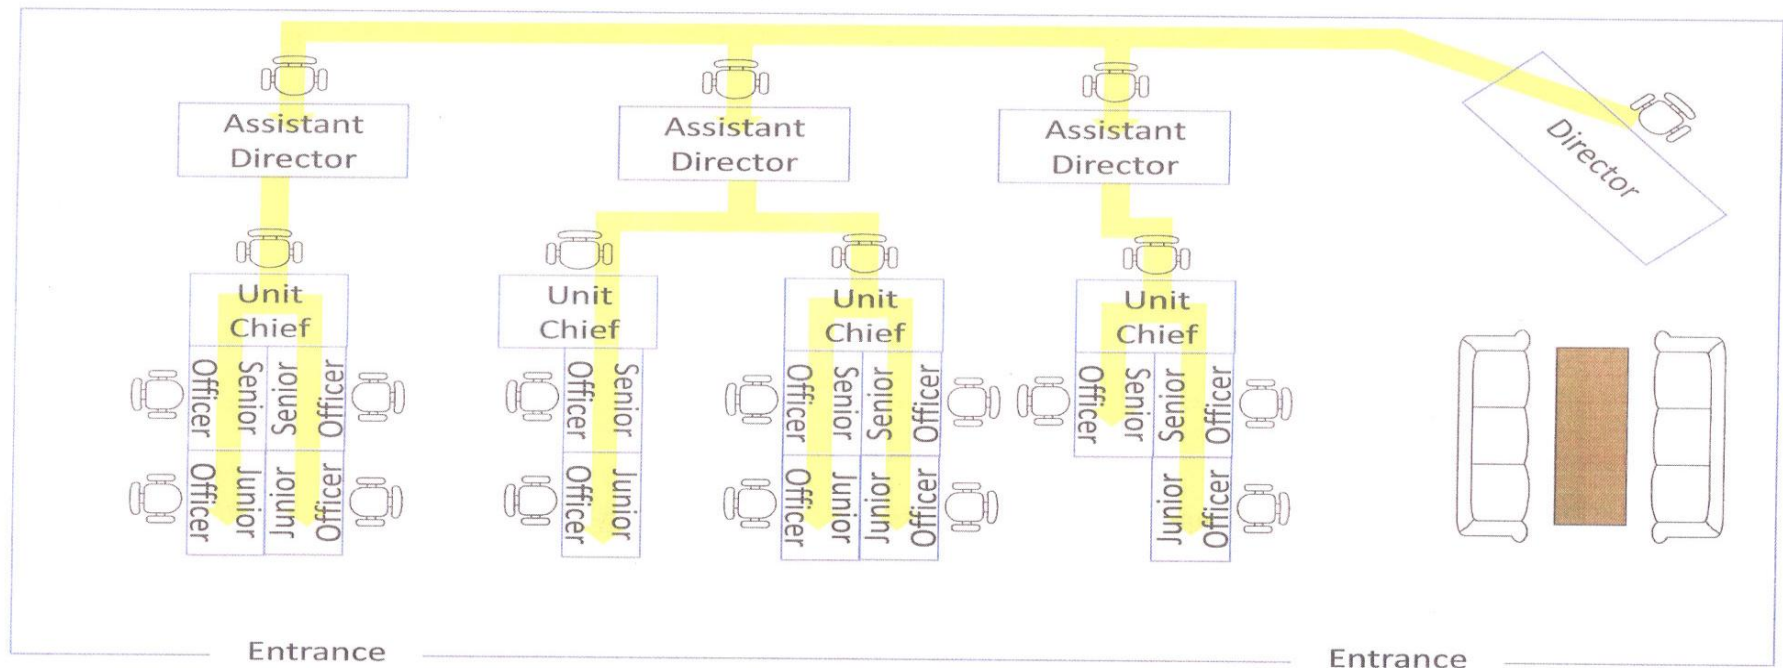 Assistant
Director
Assistant
Director
Assistant
Director
Director
Unit
Chief
Unit
Chief
Unit
Chief
Unit
Chief
Senior
Officer
Senior
Officer
Senior
Officer
Senior
Officer
Senior
Officer
Senior
Officer
Senior
Officer
Junior
Officer
Junior
Officer
Junior
Officer
Junior
Officer
Junior
Officer
Junior
Officer
Entrance
Entrance